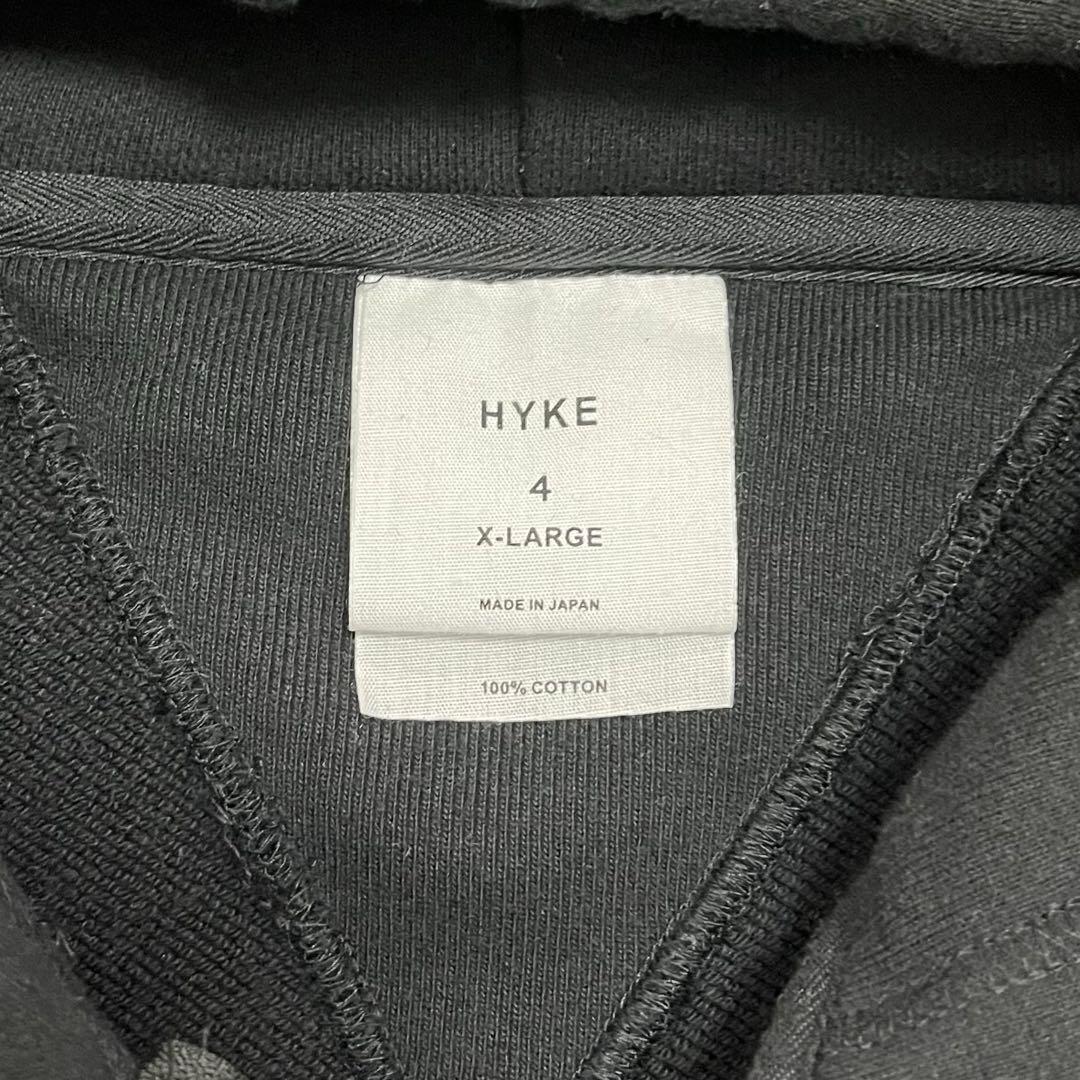 HYKE
4
X-LARGE
MADE IN JAPAN
100% COTTON